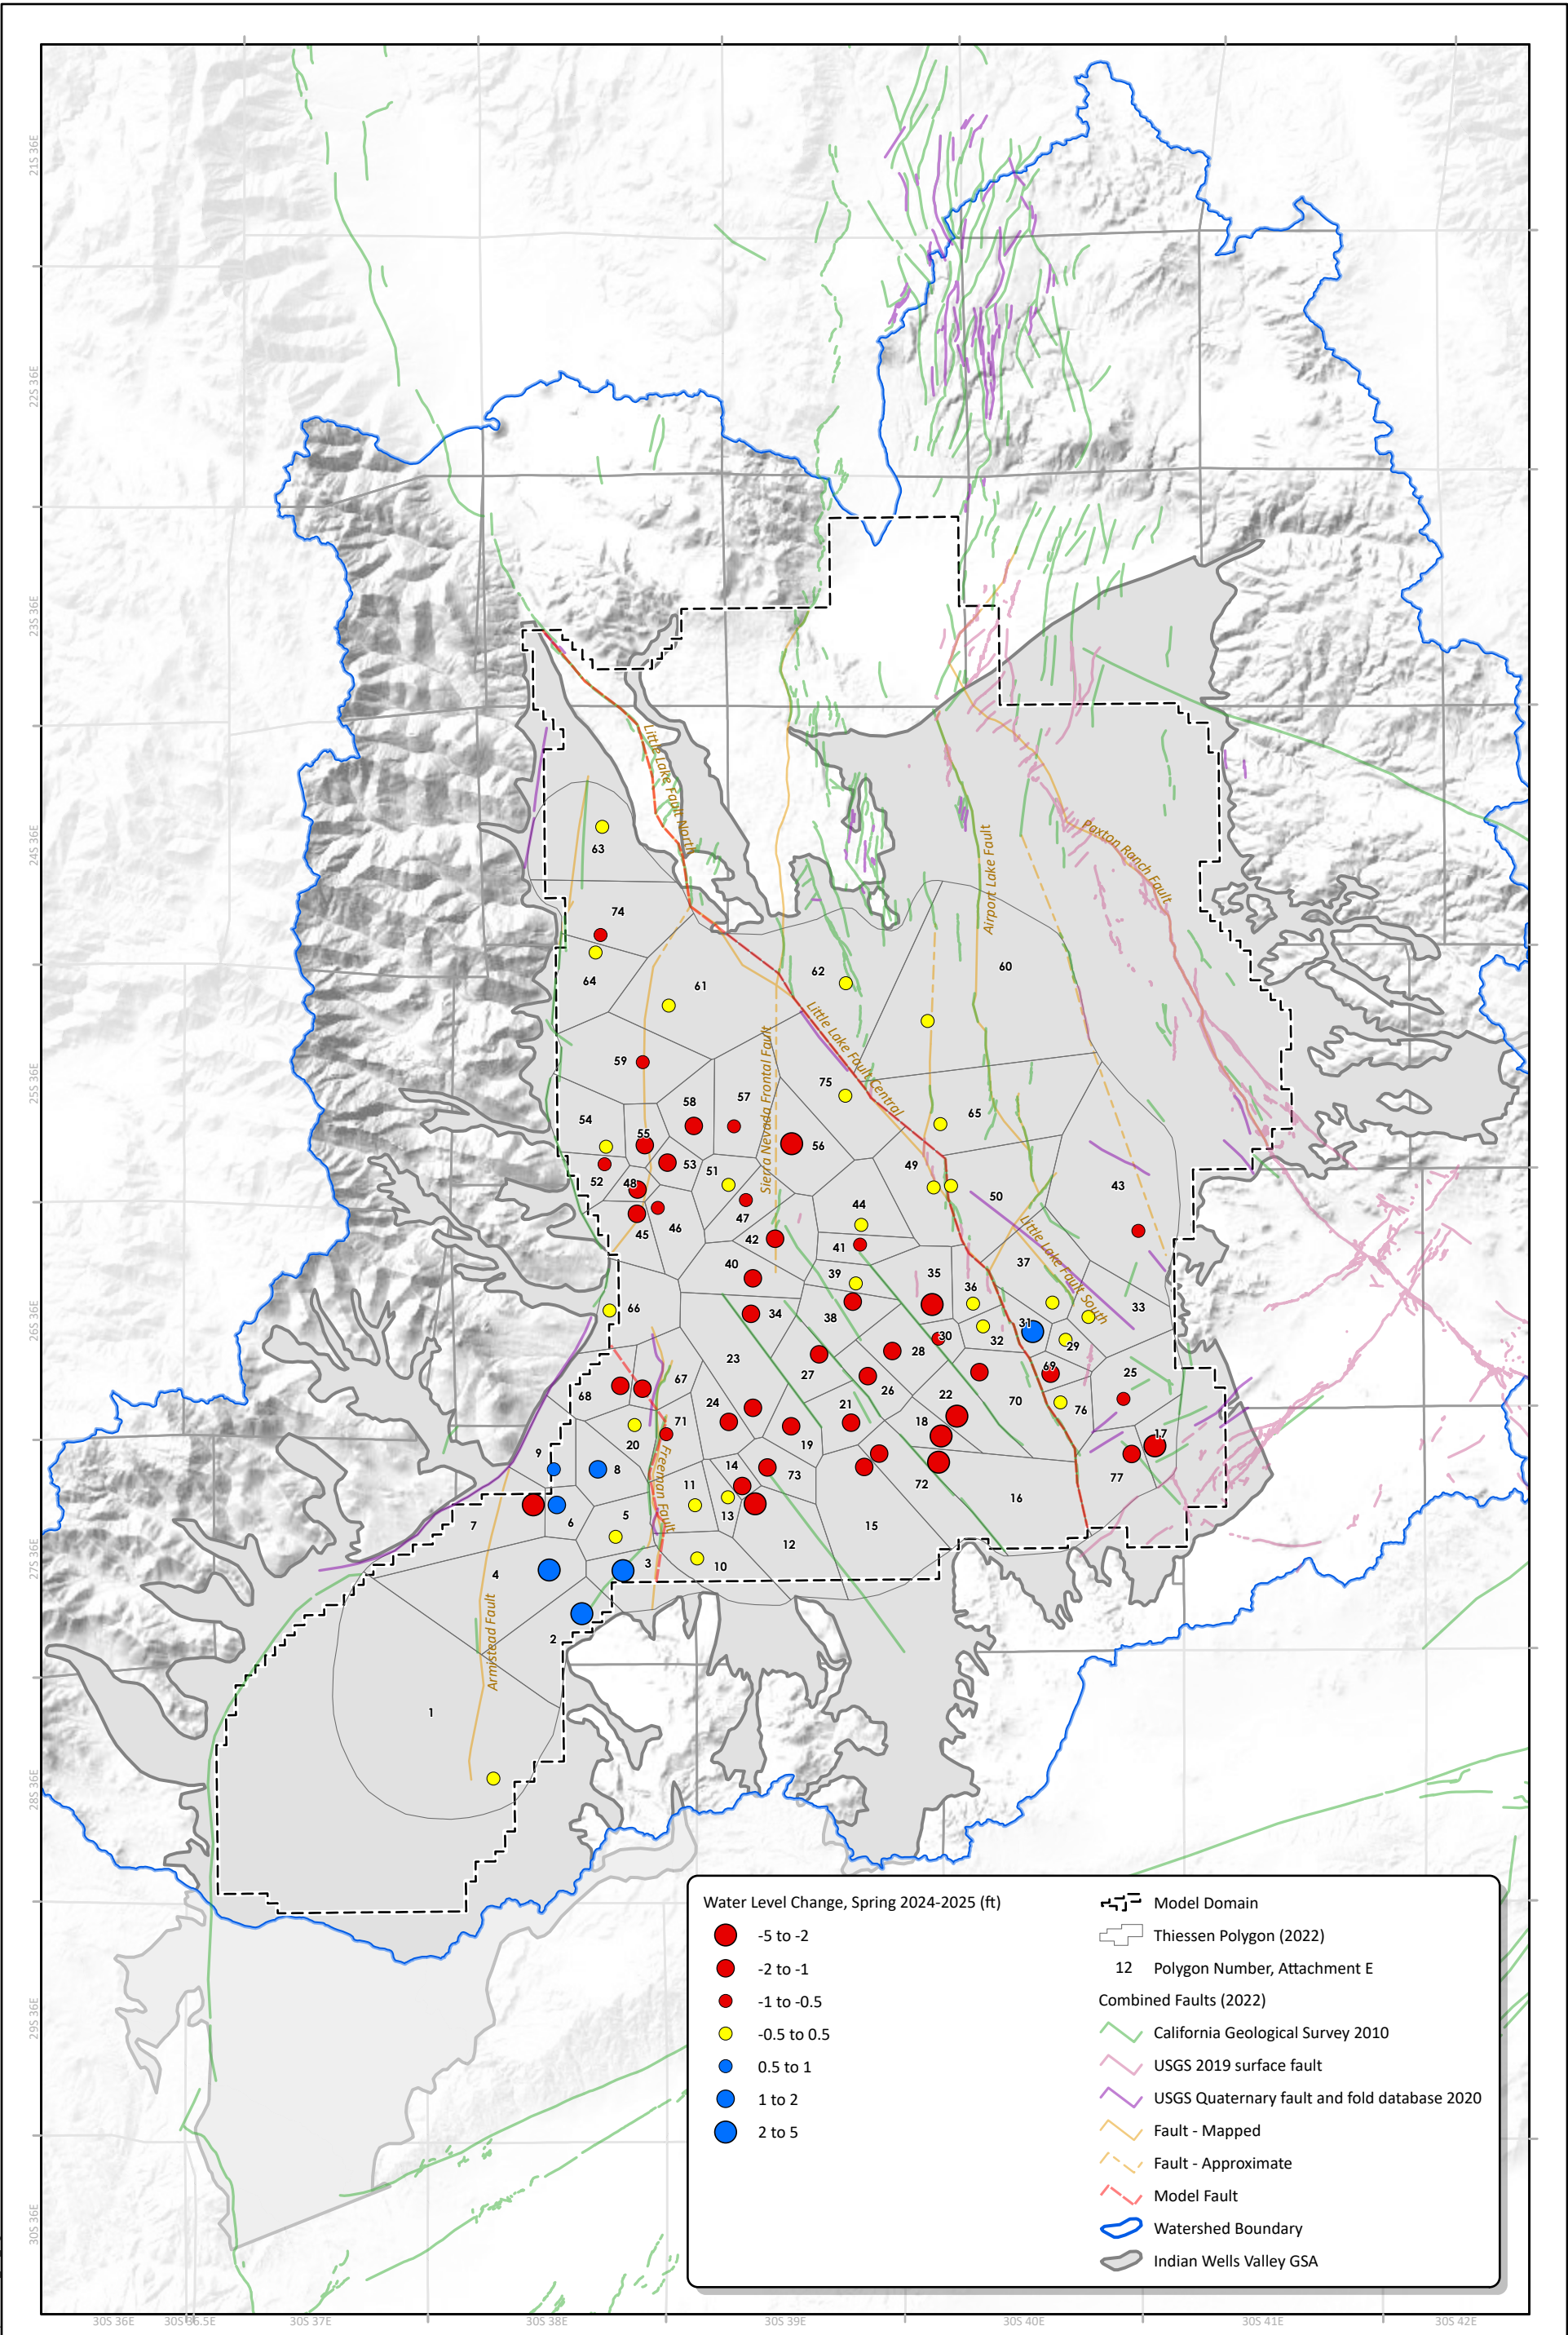 21S 36E
22S 36E
23S 36E
24S 36E
25S 36E
26S 36E
27S 36E
28S 36E
29S 36E
30S 36E
Little Lake Fault North
Paxton Ranch Fault
Airport Lake Fault
63
74
64
61
62
60
Little Lake Fault Central
Sierra Nevada Frontal Fault
59
75
65
58
57
54
55
56
53
51
49
52
48
43
50
47
44
46
45
42
41
Little Lake Fault South
40
39
35
37
36
66
34
38
33
31
30
32
29
28
23
27
69
25
67
68
26
22
70
24
21
76
71
18
17
20
19
9
8
14
73
77
Freeman Fault
11
72
16
7
6
5
13
15
12
3
10
4
Armistead Fault
2
1
Water Level Change, Spring 2024-2025 (ft)
-5 to -2
-2 to -1
-1 to -0.5
-0.5 to 0.5
0.5 to 1
1 to 2
2 to 5
Model Domain
Thiessen Polygon (2022)
12 Polygon Number, Attachment E
Combined Faults (2022)
California Geological Survey 2010
USGS 2019 surface fault
USGS Quaternary fault and fold database 2020
Fault - Mapped
Fault - Approximate
Model Fault
Watershed Boundary
Indian Wells Valley GSA
30S 36E
30S 36.5E
30S 37E
30S 38E
30S 39E
30S 40E
30S 41E
30S 42E